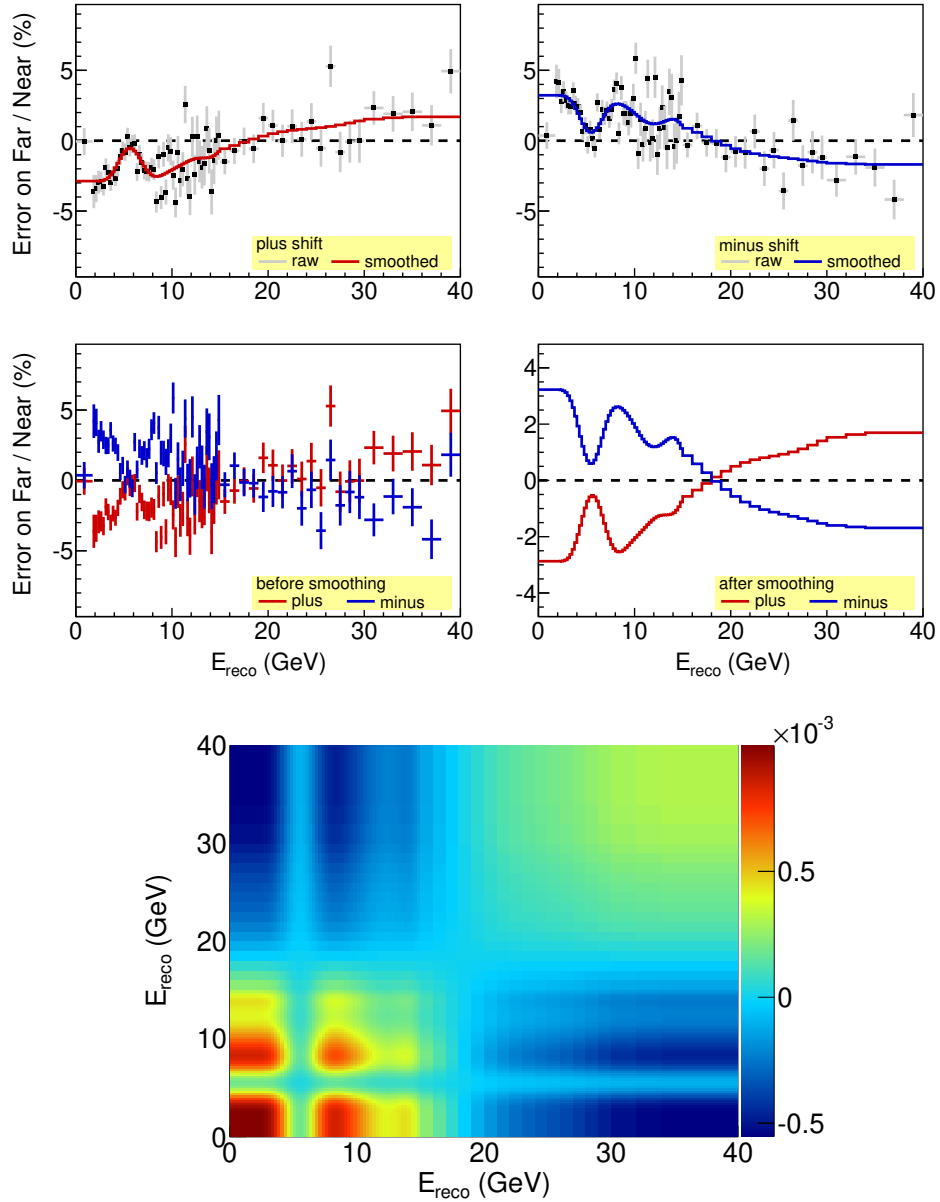 Error on Far / Near (%)
5
0
-5
plus shift
raw smoothed
0 10 20 30 40
5
0
-5
minus shift
raw smoothed
0 10 20 30 40
Error on Far / Near (%)
5
0
-5
before smoothing
plus minus
0 10 20 30 40
E_reco (GeV)
4
2
0
-2
-4
after smoothing
plus minus
0 10 20 30 40
E_reco (GeV)
×10⁻³
E_reco (GeV)
40
30
20
10
0
0 10 20 30 40
E_reco (GeV)
0.5
0
-0.5